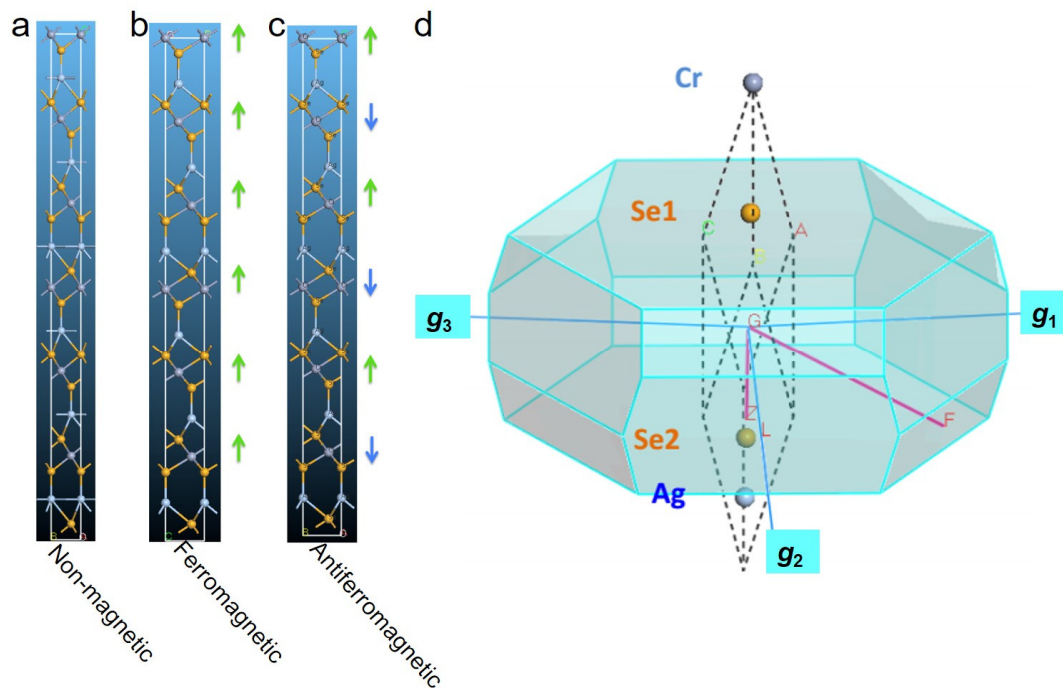 a
b
c
d
Non-magnetic
Ferromagnetic
Antiferromagnetic
Cr
Se1
C
A
B
g3
G
g1
Z
L
F
Se2
Ag
g2